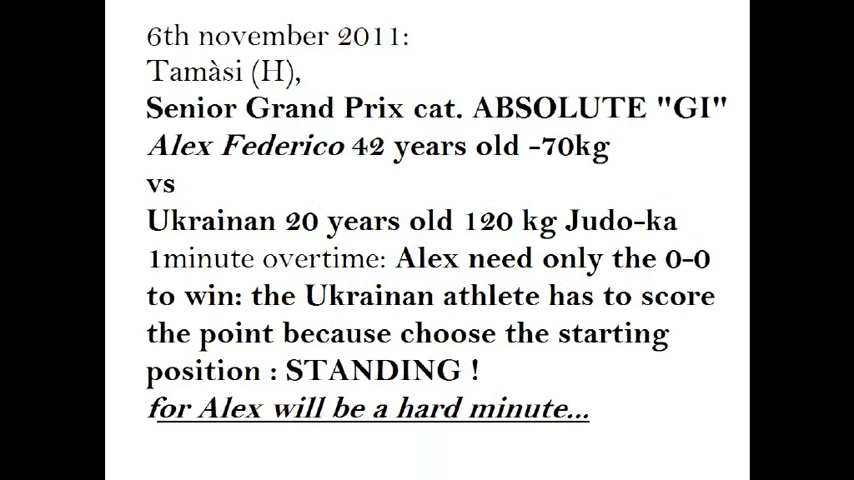 6th november 2011:
Tamàsi (H),
Senior Grand Prix cat. ABSOLUTE "GI"
Alex Federico 42 years old -70kg
vs
Ukrainan 20 years old 120 kg Judo-ka
1minute overtime: Alex need only the 0-0
to win: the Ukrainan athlete has to score
the point because choose the starting
position : STANDING !
for Alex will be a hard minute...